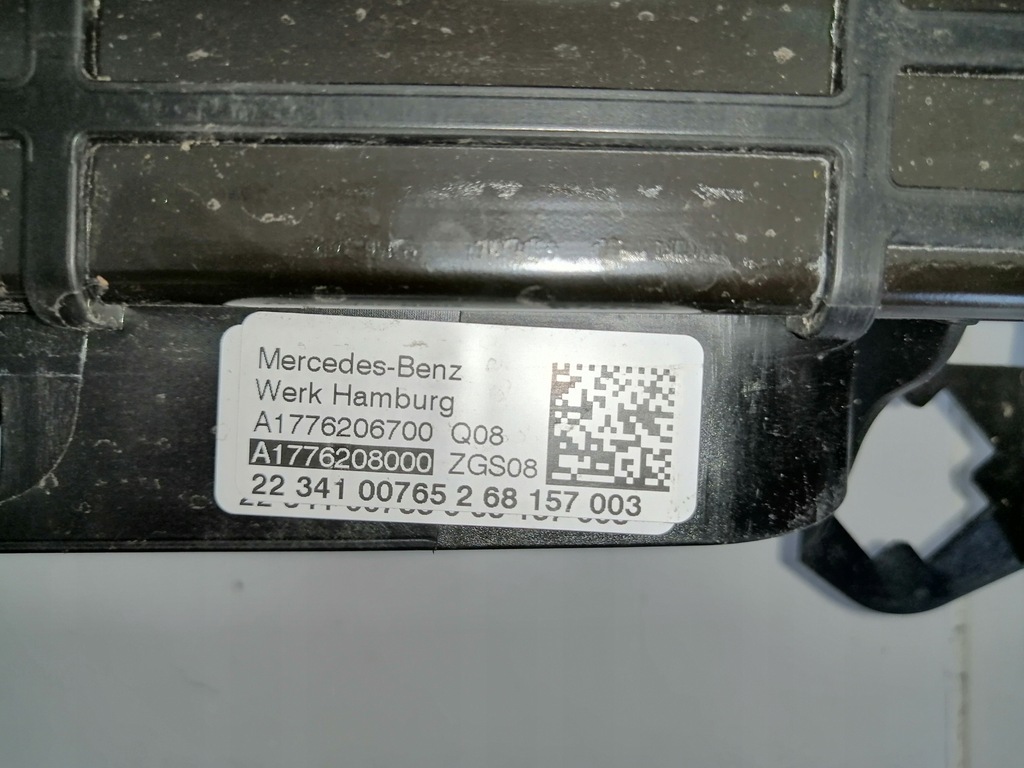 Mercedes-Benz
Werk Hamburg
A1776206700 Q08
A1776208000 ZGS08
22 341 00765 2 68 157 003